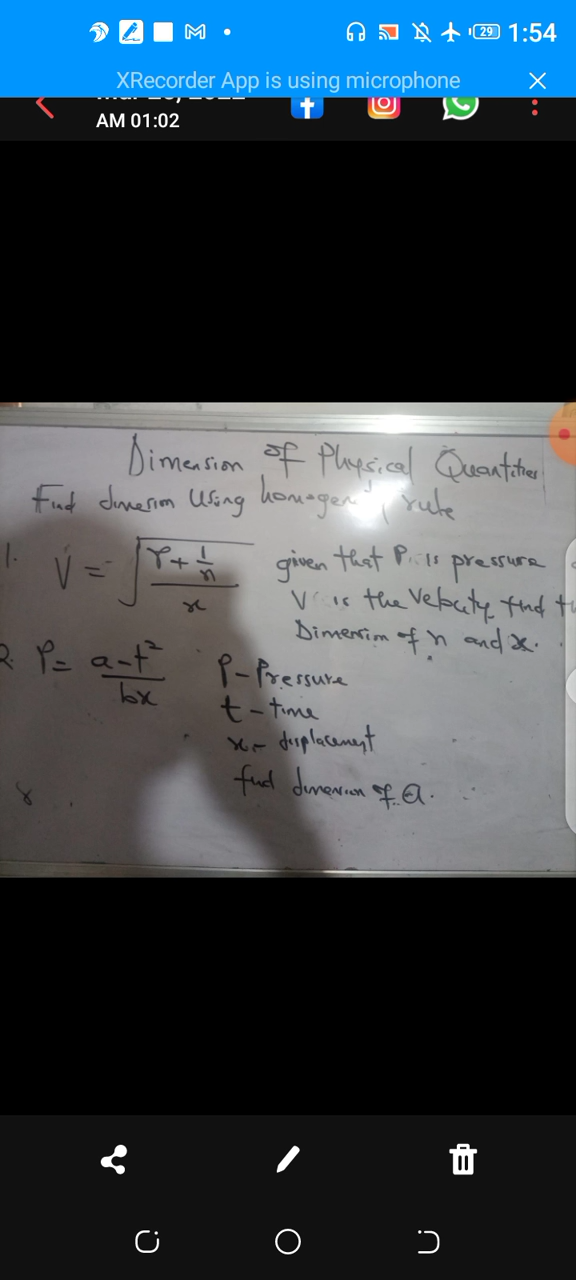 29 1:54
XRecorder App is using microphone
AM 01:02
Dimension of Physical Quantities
Find dimesion Using homogeneity rule
1. V = √((P + 1/n)/x) given that P is pressure
V is the Velocity find
Dimension of n and x.
2. P = (a - t²)/bx P - Pressure
t - time
x - displacement
find dimension of a.